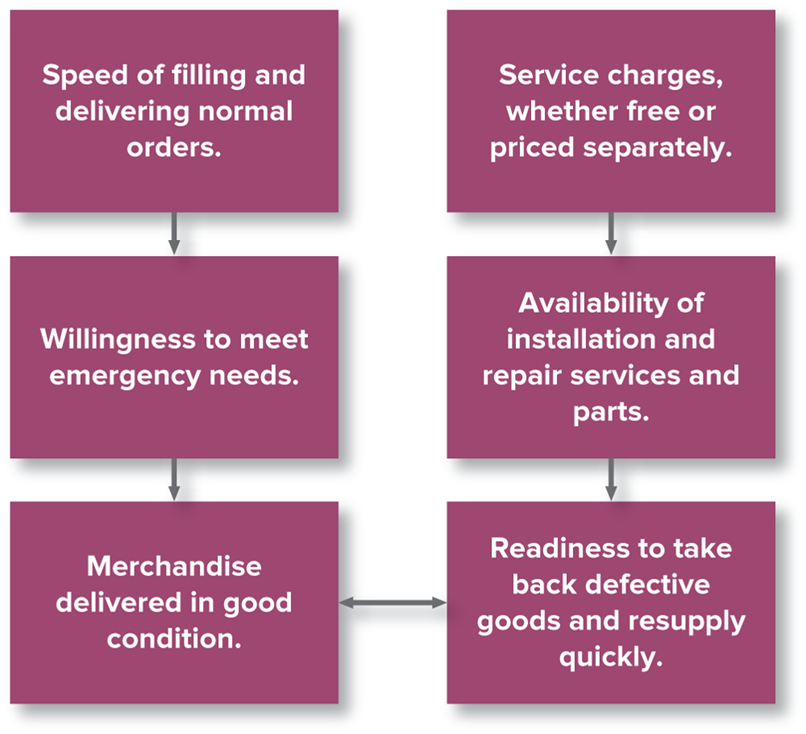 Speed of filling and
delivering normal
orders.
Willingness to meet
emergency needs.
Merchandise
delivered in good
condition.
Service charges,
whether free or
priced separately.
Availability of
installation and
repair services and
parts.
Readiness to take
back defective
goods and resupply
quickly.